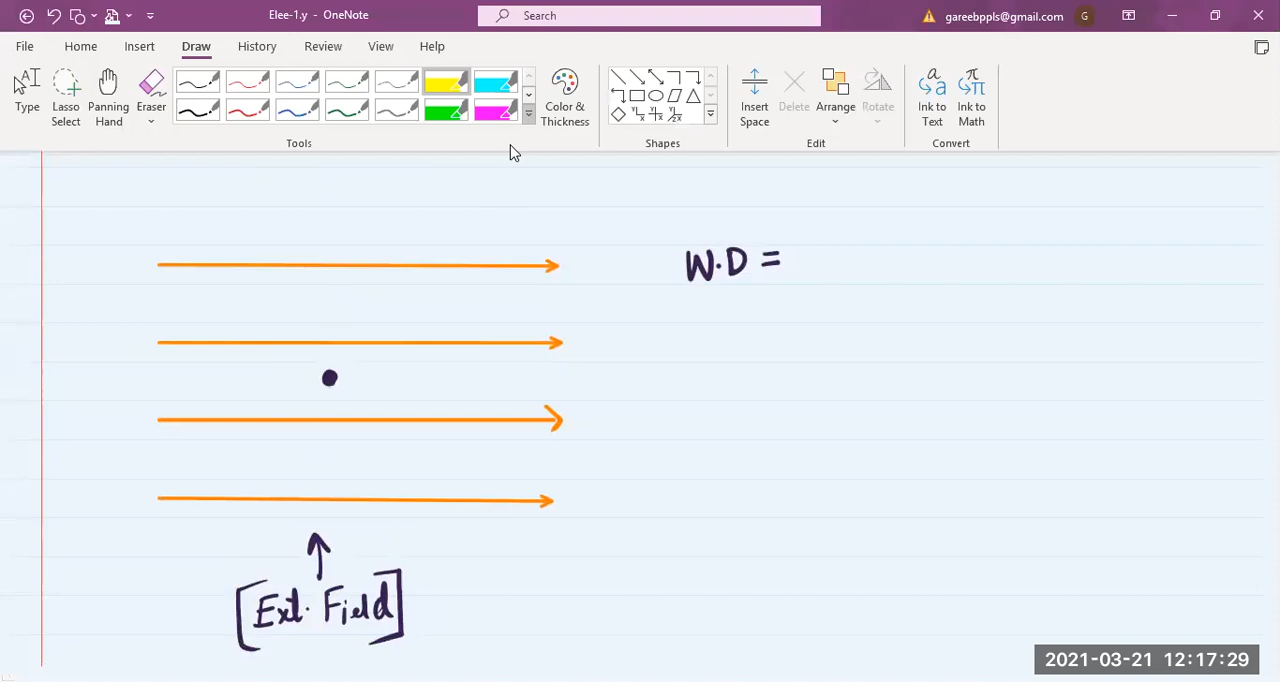 Elee-1.y - OneNote
Search
gareebppls@gmail.com
G
File Home Insert Draw History Review View Help
Type
Lasso Select
Panning Hand
Eraser
Color & Thickness
Insert Space
Delete
Arrange
Rotate
Ink to Text
Ink to Math
Tools Shapes Edit Convert
W.D =
[Ext. Field]
2021-03-21 12:17:29